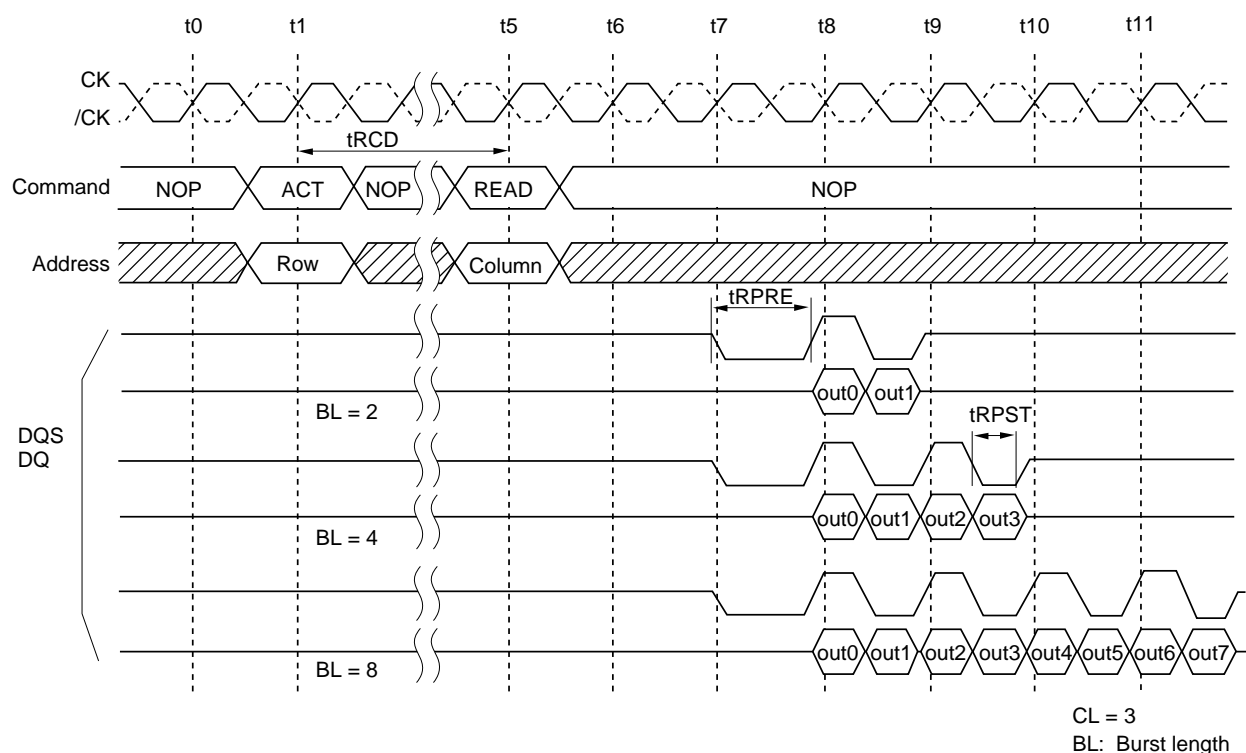 t0 t1 t5 t6 t7 t8 t9 t10 t11
CK
/CK
tRCD
Command NOP ACT NOP READ NOP
Address Row Column
tRPRE
out0 out1
BL = 2
tRPST
DQS
DQ
out0 out1 out2 out3
BL = 4
out0 out1 out2 out3 out4 out5 out6 out7
BL = 8
CL = 3
BL: Burst length